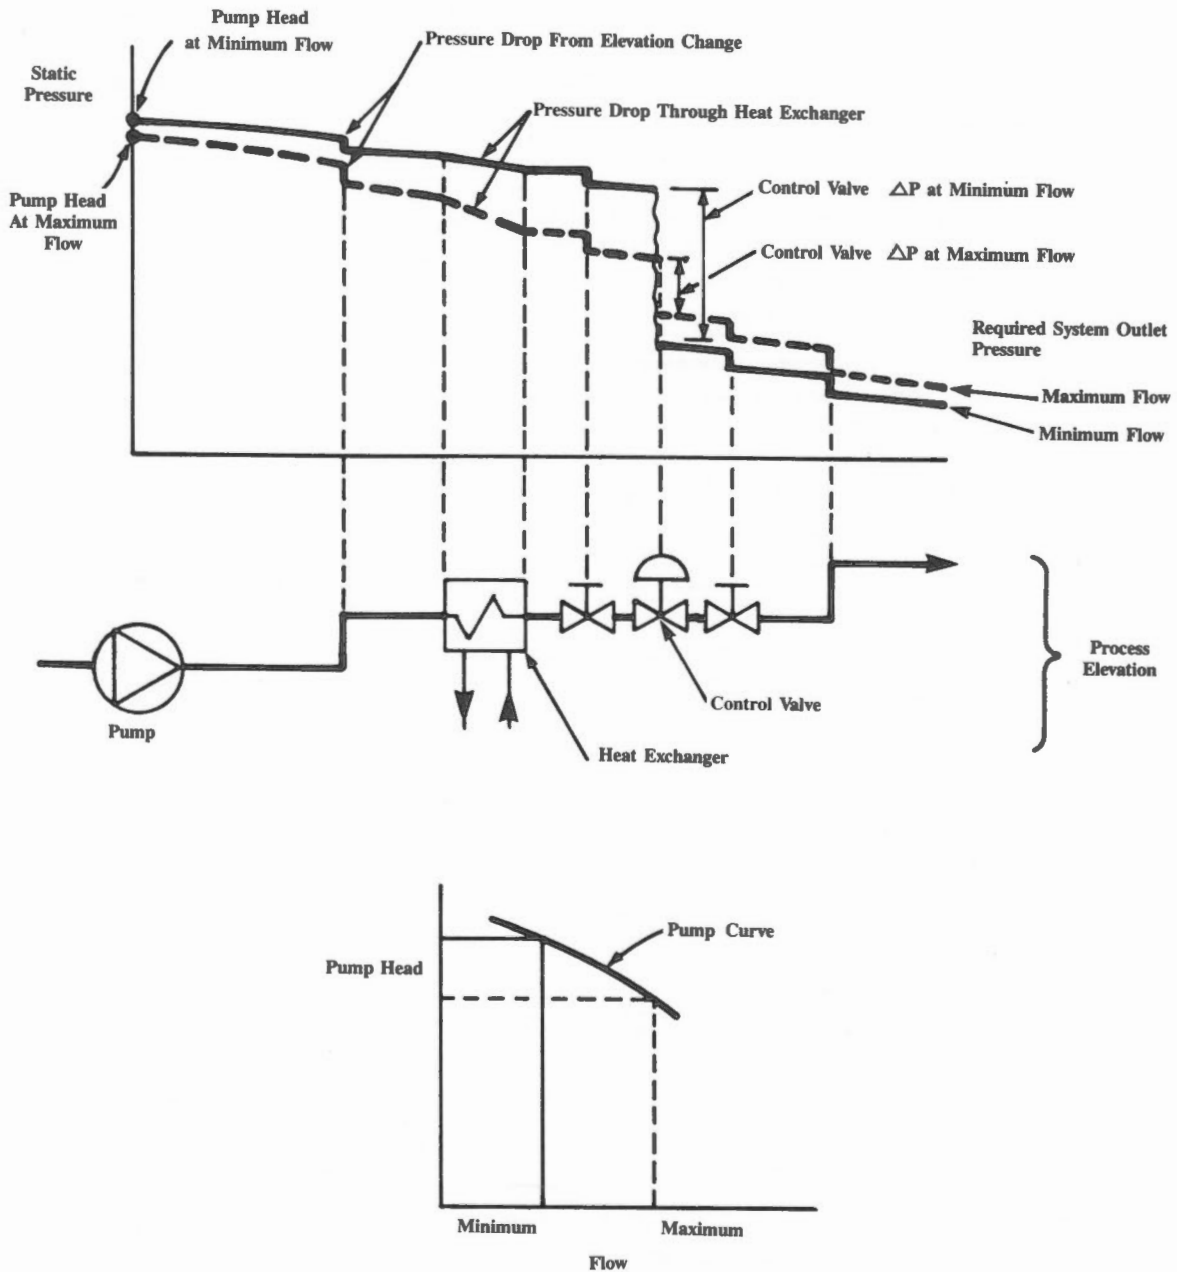 Pump Head
at Minimum Flow
Pressure Drop From Elevation Change
Static
Pressure
Pressure Drop Through Heat Exchanger
Pump Head
At Maximum
Flow
Control Valve ΔP at Minimum Flow
Control Valve ΔP at Maximum Flow
Required System Outlet
Pressure
Maximum Flow
Minimum Flow
Process
Elevation
Control Valve
Pump
Heat Exchanger
Pump Curve
Pump Head
Minimum
Maximum
Flow